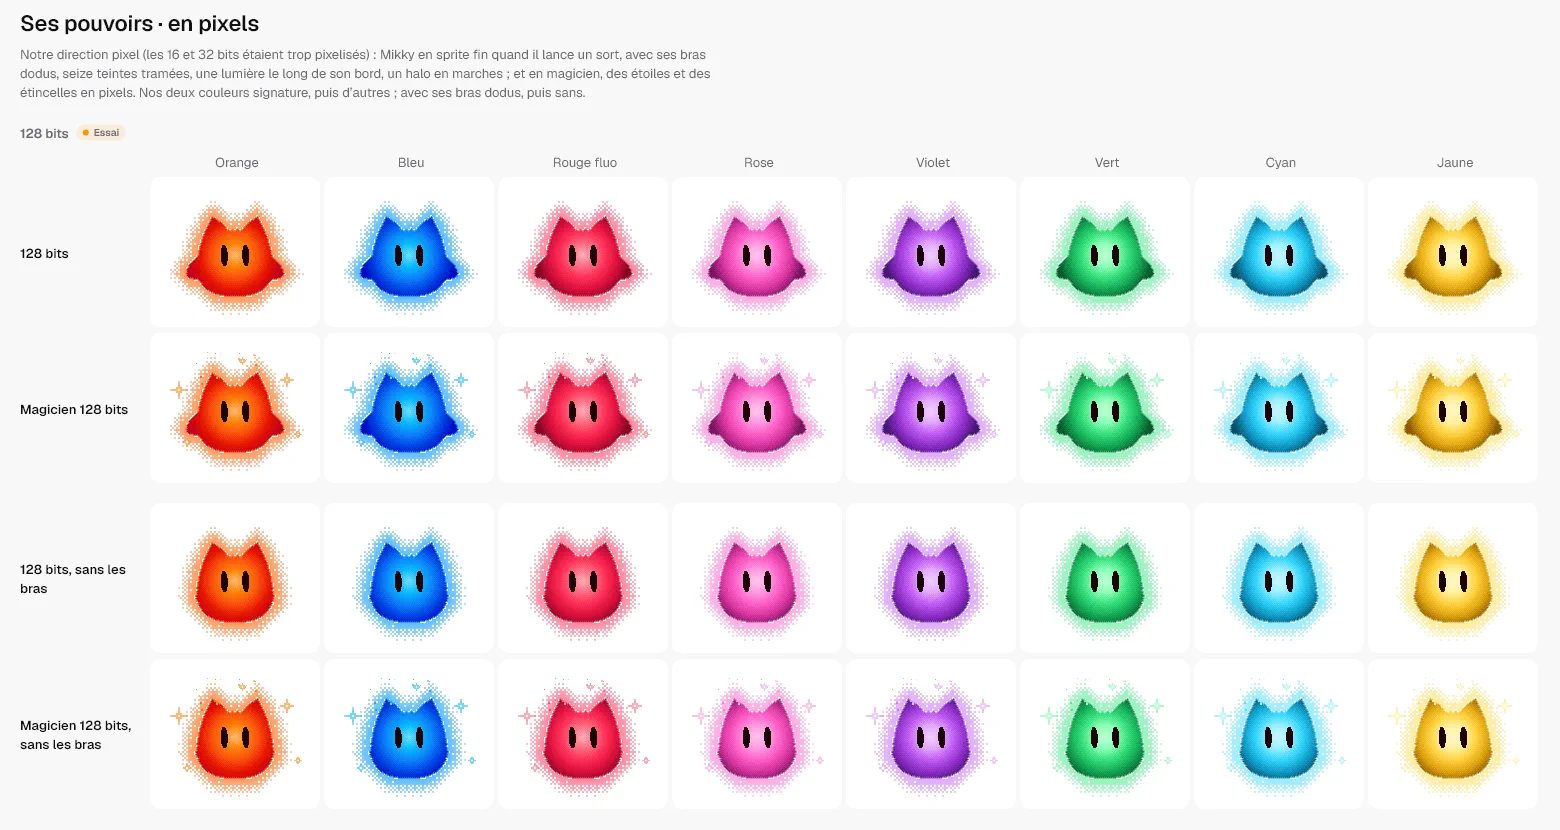 Ses pouvoirs · en pixels
Notre direction pixel (les 16 et 32 bits étaient trop pixelisés) : Mikky en sprite fin quand il lance un sort, avec ses bras
dodus, seize teintes tramées, une lumière le long de son bord, un halo en marches ; et en magicien, des étoiles et des
étincelles en pixels. Nos deux couleurs signature, puis d’autres ; avec ses bras dodus, puis sans.
128 bits Essai
Orange Bleu Rouge fluo Rose Violet Vert Cyan Jaune
128 bits
Magicien 128 bits
128 bits, sans les
bras
Magicien 128 bits,
sans les bras